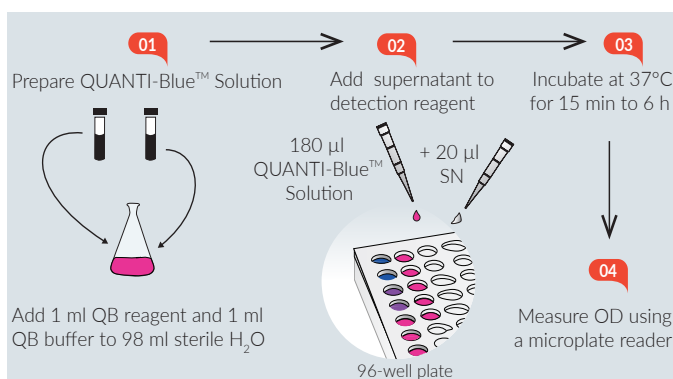 01
Prepare QUANTI-Blue™ Solution
Add 1 ml QB reagent and 1 ml
QB buffer to 98 ml sterile H₂O
02
Add supernatant to
detection reagent
180 µl
QUANTI-Blue™
Solution
+ 20 µl
SN
96-well plate
03
Incubate at 37°C
for 15 min to 6 h
04
Measure OD using
a microplate reader